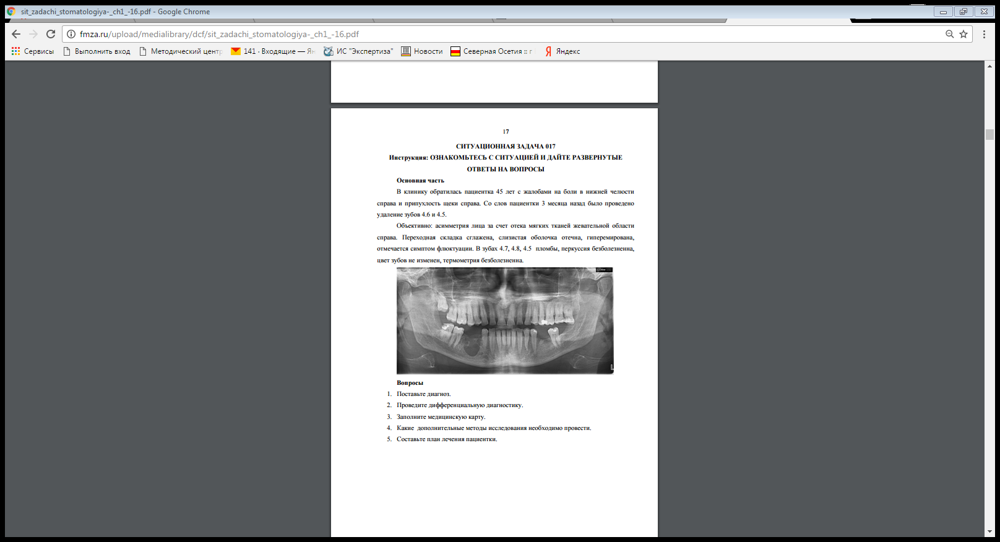 sit_zadachi_stomatologiya-_ch1_-16.pdf - Google Chrome
fmza.ru/upload/medialibrary/dcf/sit_zadachi_stomatologiya-_ch1_-16.pdf
Сервисы Выполнить вход Методический центр 141 · Входящие — Ян ИС "Экспертиза" Новости Северная Осетия :: г Яндекс
17
СИТУАЦИОННАЯ ЗАДАЧА 017
Инструкция: ОЗНАКОМЬТЕСЬ С СИТУАЦИЕЙ И ДАЙТЕ РАЗВЕРНУТЫЕ
ОТВЕТЫ НА ВОПРОСЫ
Основная часть
В клинику обратилась пациентка 45 лет с жалобами на боли в нижней челюсти
справа и припухлость щеки справа. Со слов пациентки 3 месяца назад было проведено
удаление зубов 4.6 и 4.5.
Объективно: асимметрия лица за счет отека мягких тканей жевательной области
справа. Переходная складка сглажена, слизистая оболочка отечна, гиперемирована,
отмечается симптом флюктуации. В зубах 4.7, 4.8, 4.5 пломбы, перкуссия безболезненна,
цвет зубов не изменен, термометрия безболезненна.
L
Вопросы
1. Поставьте диагноз.
2. Проведите дифференциальную диагностику.
3. Заполните медицинскую карту.
4. Какие дополнительные методы исследования необходимо провести.
5. Составьте план лечения пациентки.